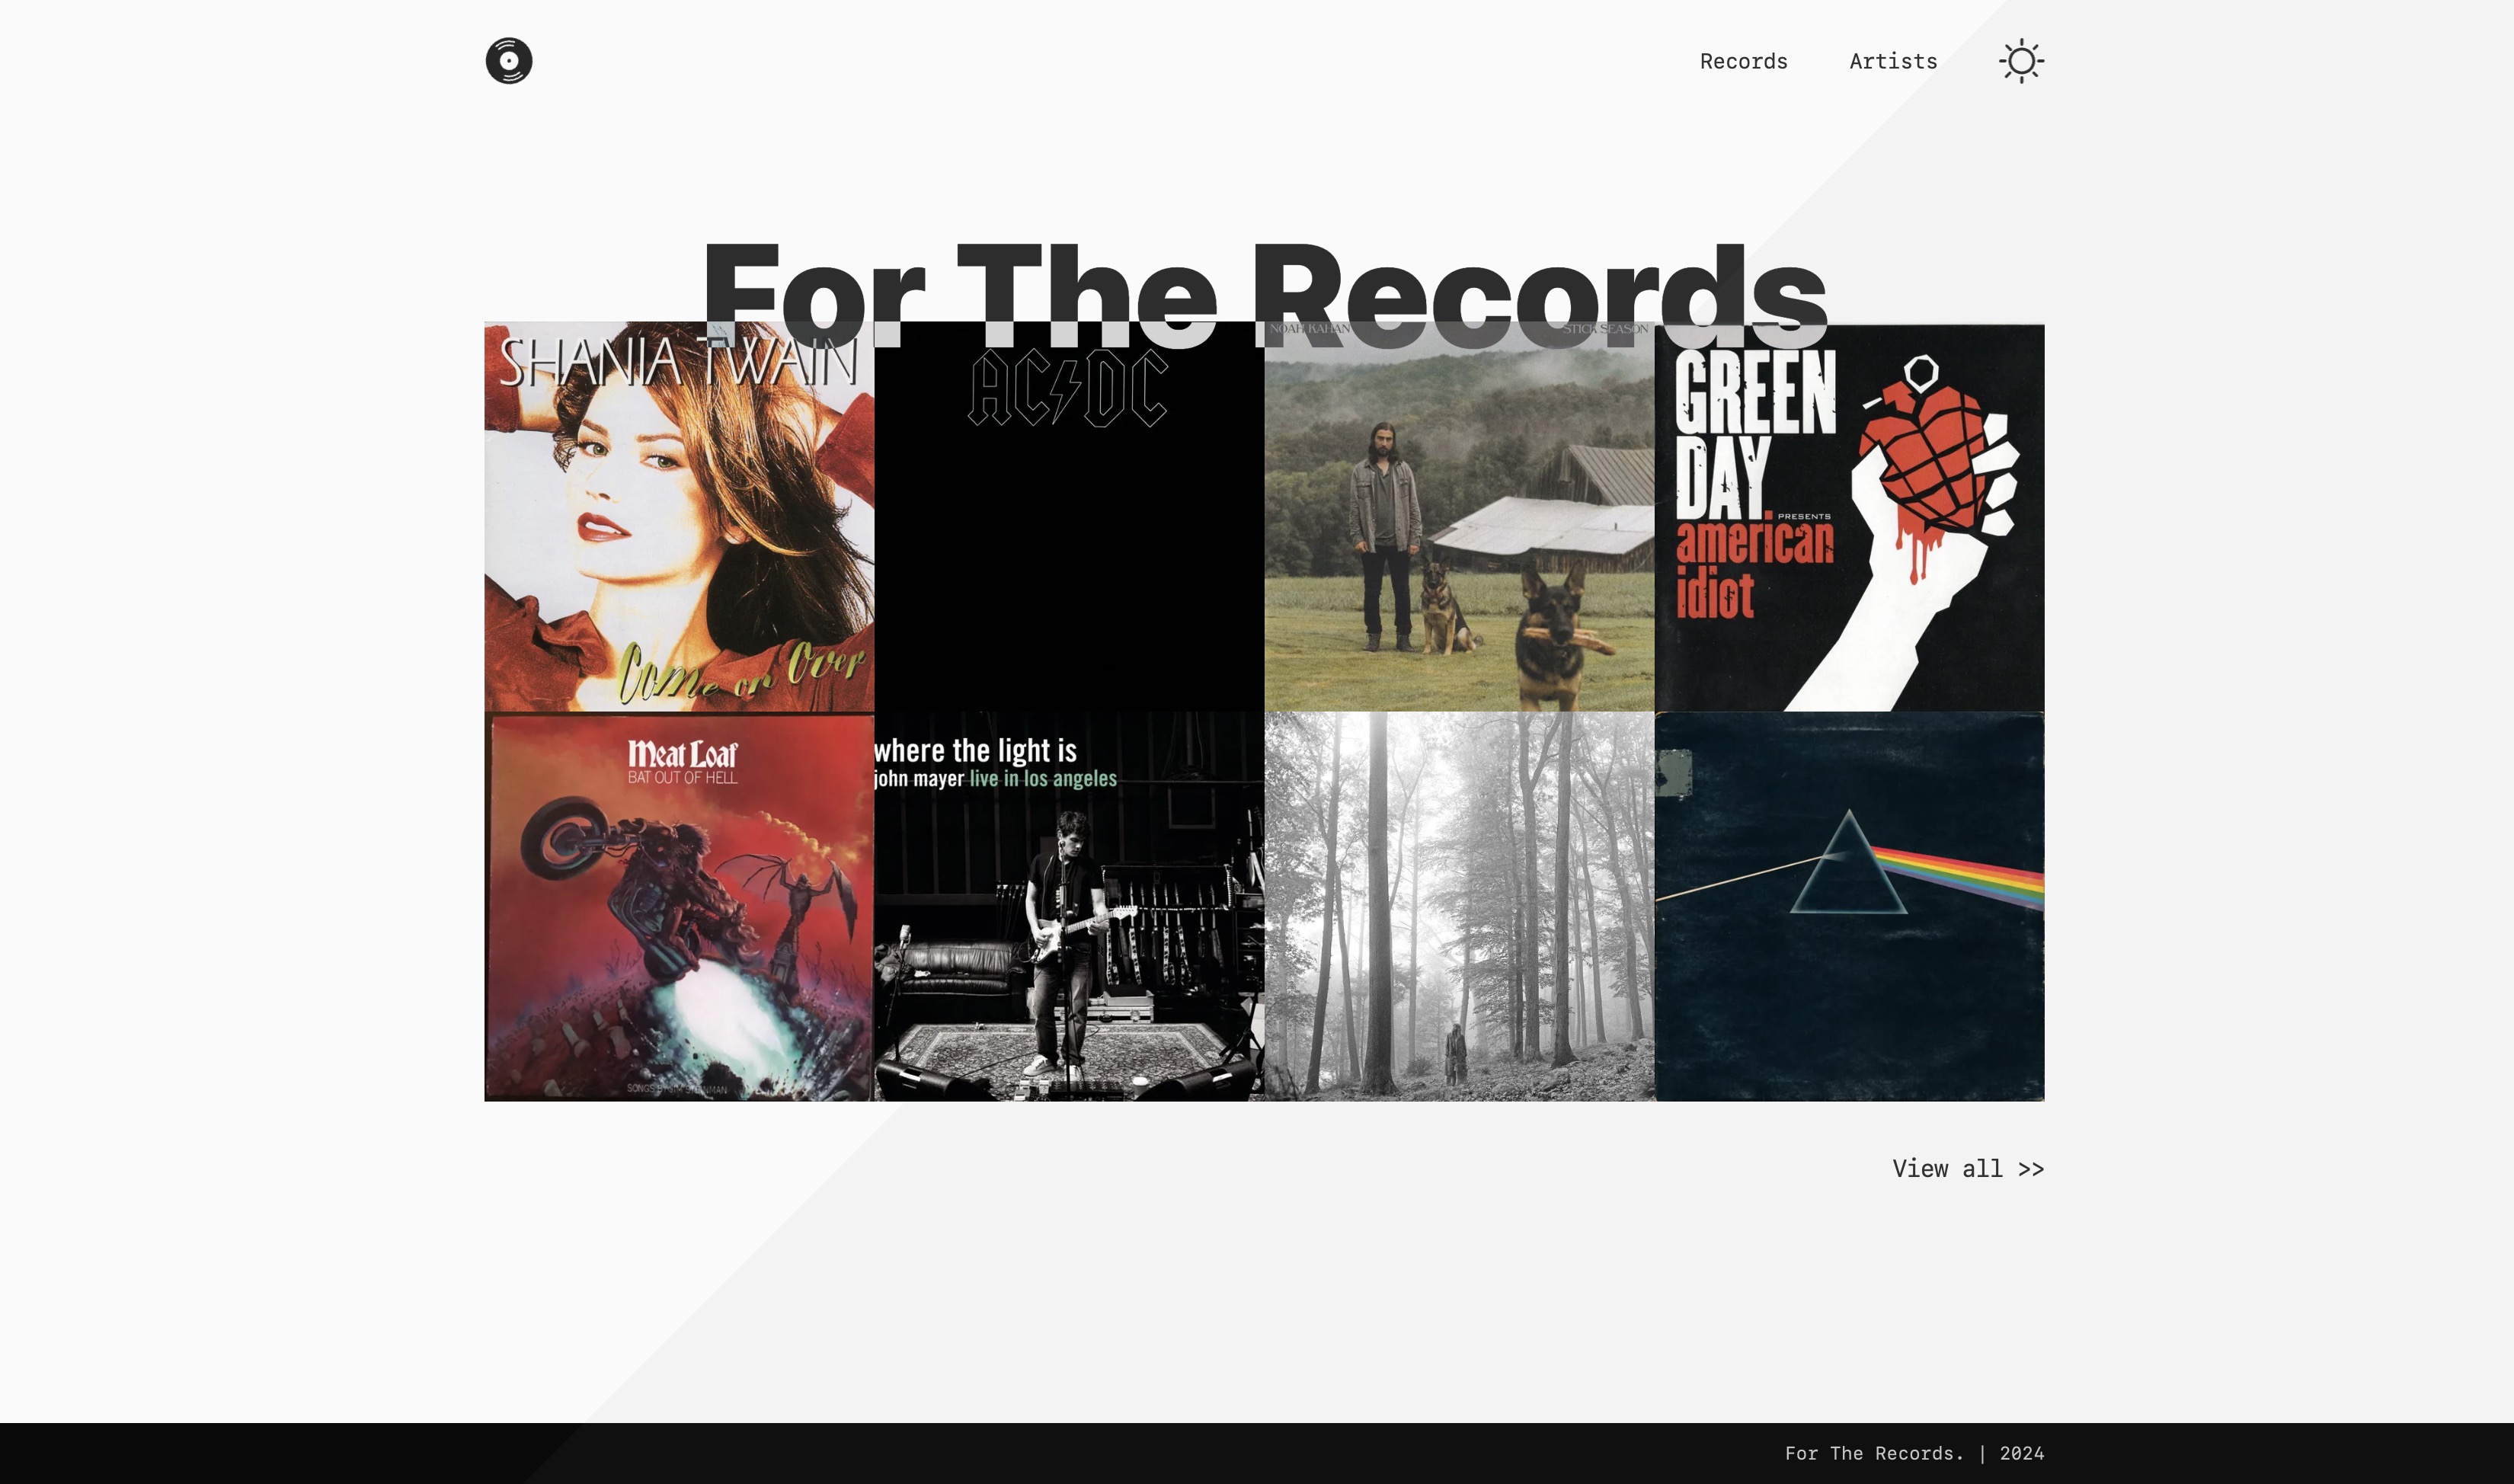 Records
Artists
For The Records
SHANIA TWAIN
Come on Over
AC/DC
NOAH KAHAN
STICK SEASON
GREEN
DAY
PRESENTS
american
idiot
Meat Loaf
BAT OUT OF HELL
SONGS BY JIM STEINMAN
where the light is
john mayer live in los angeles
View all >>
For The Records. | 2024